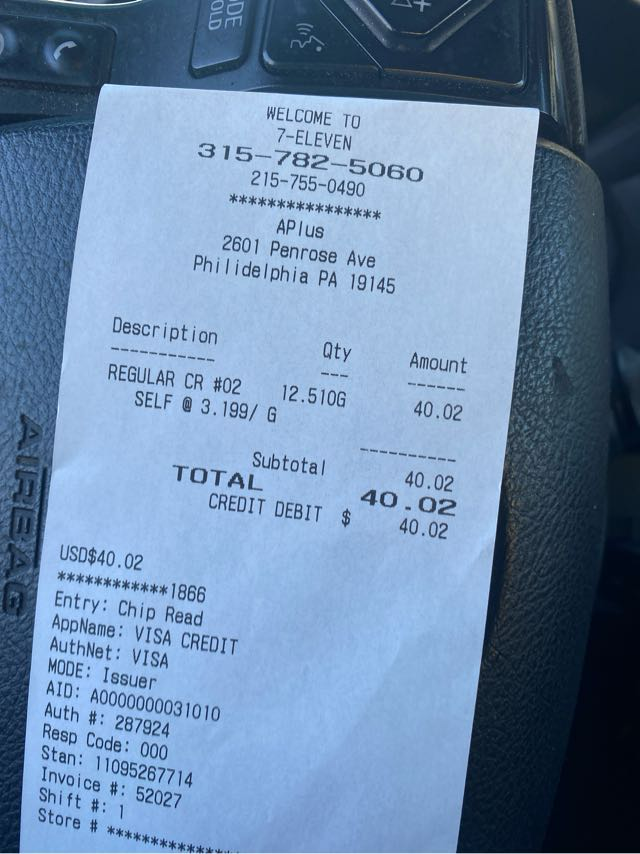 MODE
HOLD
WELCOME TO
7-ELEVEN
315-782-5060
215-755-0490
****************
APlus
2601 Penrose Ave
Philidelphia PA 19145
Description Qty Amount
------------ --- ------
REGULAR CR #02 12.510G 40.02
SELF @ 3.199/ G
----------
Subtotal 40.02
TOTAL 40.02
CREDIT DEBIT $ 40.02
USD$40.02
************1866
Entry: Chip Read
AppName: VISA CREDIT
AuthNet: VISA
MODE: Issuer
AID: A0000000031010
Auth #: 287924
Resp Code: 000
Stan: 11095267714
Invoice #: 52027
Shift #: 1
Store # **************
AIRBAG